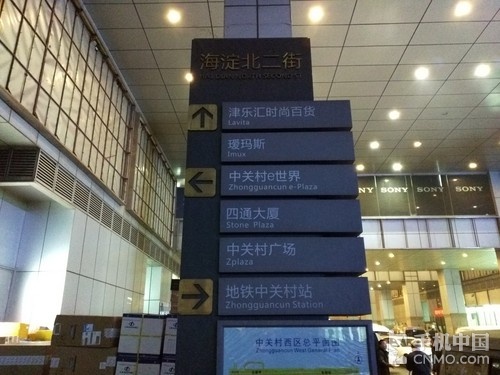 海淀北二街
津乐汇时尚百货
Lavita
瑷玛斯
Imux
中关村e世界
Zhongguancun e-Plaza
四通大厦
Stone Plaza
中关村广场
Zplaza
地铁中关村站
Zhongguancun Station
中关村西区总平面图
SONY SONY SONY SONY
手机中国
CNMO.com